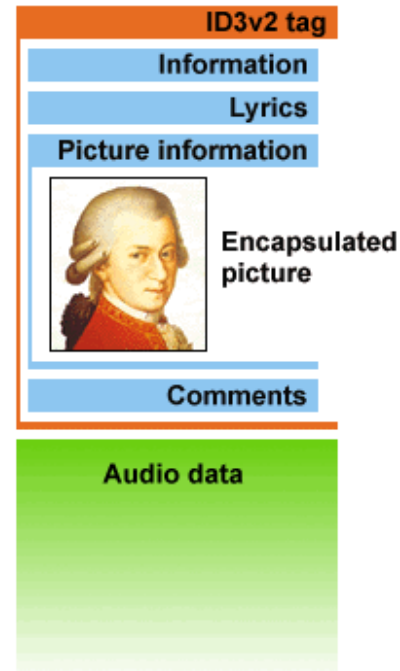 ID3v2 tag
Information
Lyrics
Picture information
Encapsulated
picture
Comments
Audio data